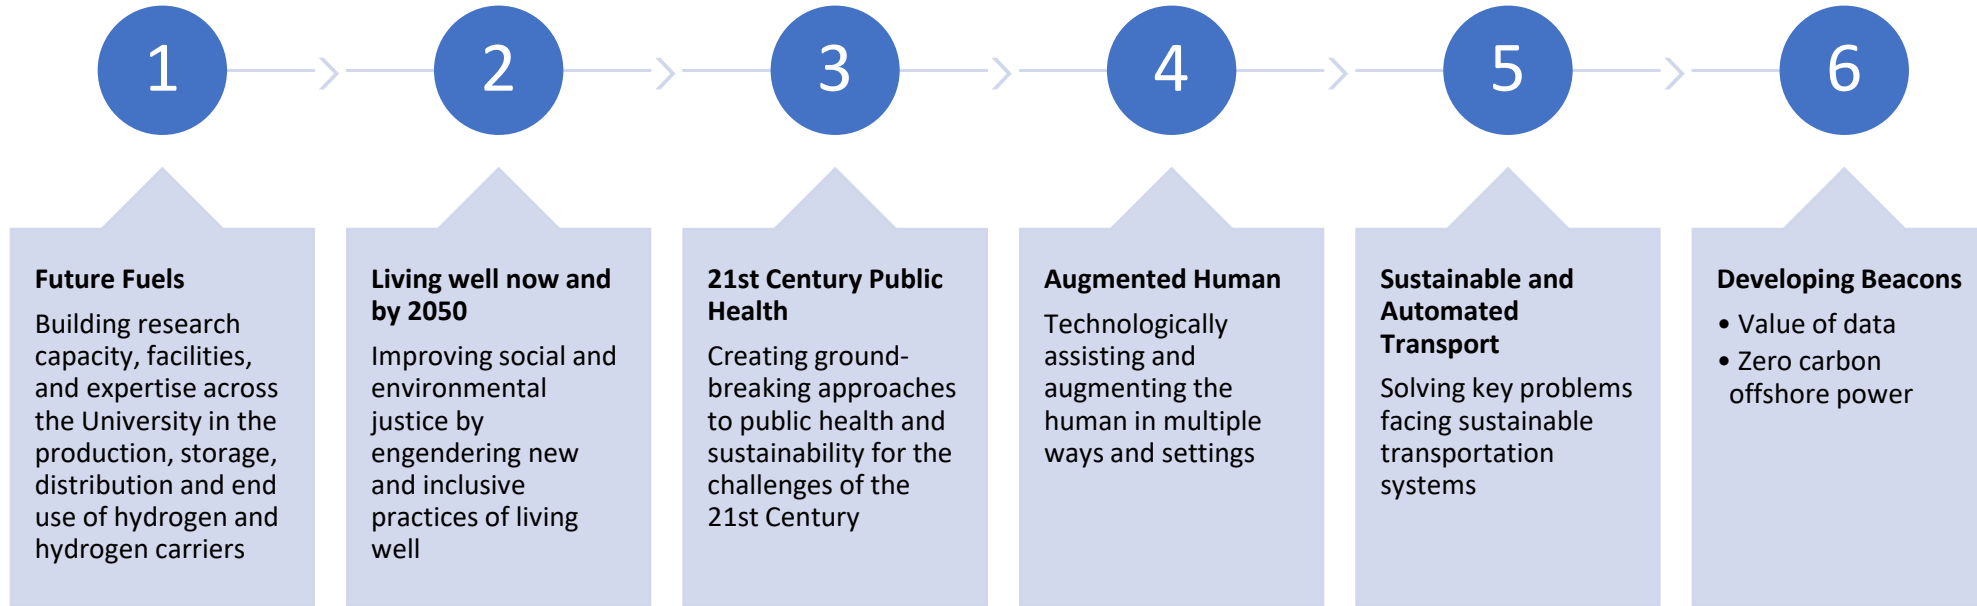 1
2
3
4
5
6
Future Fuels
Building research
capacity, facilities,
and expertise across
the University in the
production, storage,
distribution and end
use of hydrogen and
hydrogen carriers
Living well now and
by 2050
Improving social and
environmental
justice by
engendering new
and inclusive
practices of living
well
21st Century Public
Health
Creating ground-
breaking approaches
to public health and
sustainability for the
challenges of the
21st Century
Augmented Human
Technologically
assisting and
augmenting the
human in multiple
ways and settings
Sustainable and
Automated
Transport
Solving key problems
facing sustainable
transportation
systems
Developing Beacons
• Value of data
• Zero carbon
offshore power